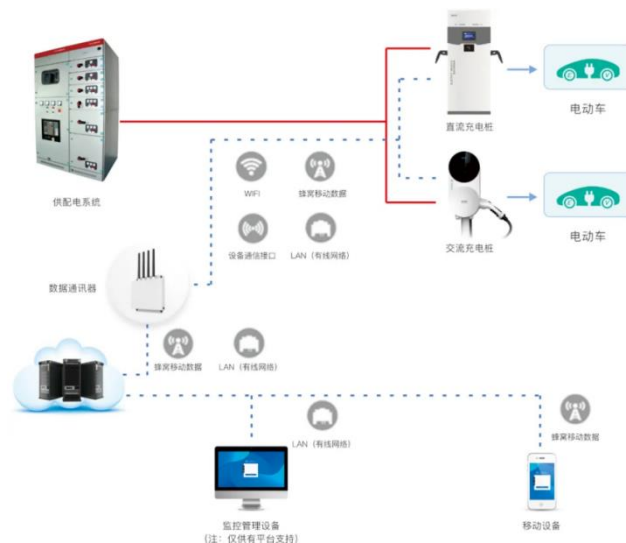 直流充电桩
电动车
供配电系统
WIFI
蜂窝移动数据
交流充电桩
电动车
设备通信接口
LAN（有线网络）
数据通讯器
蜂窝移动数据
LAN（有线网络）
LAN（有线网络）
蜂窝移动数据
监控管理设备
（注：仅供有平台支持）
移动设备